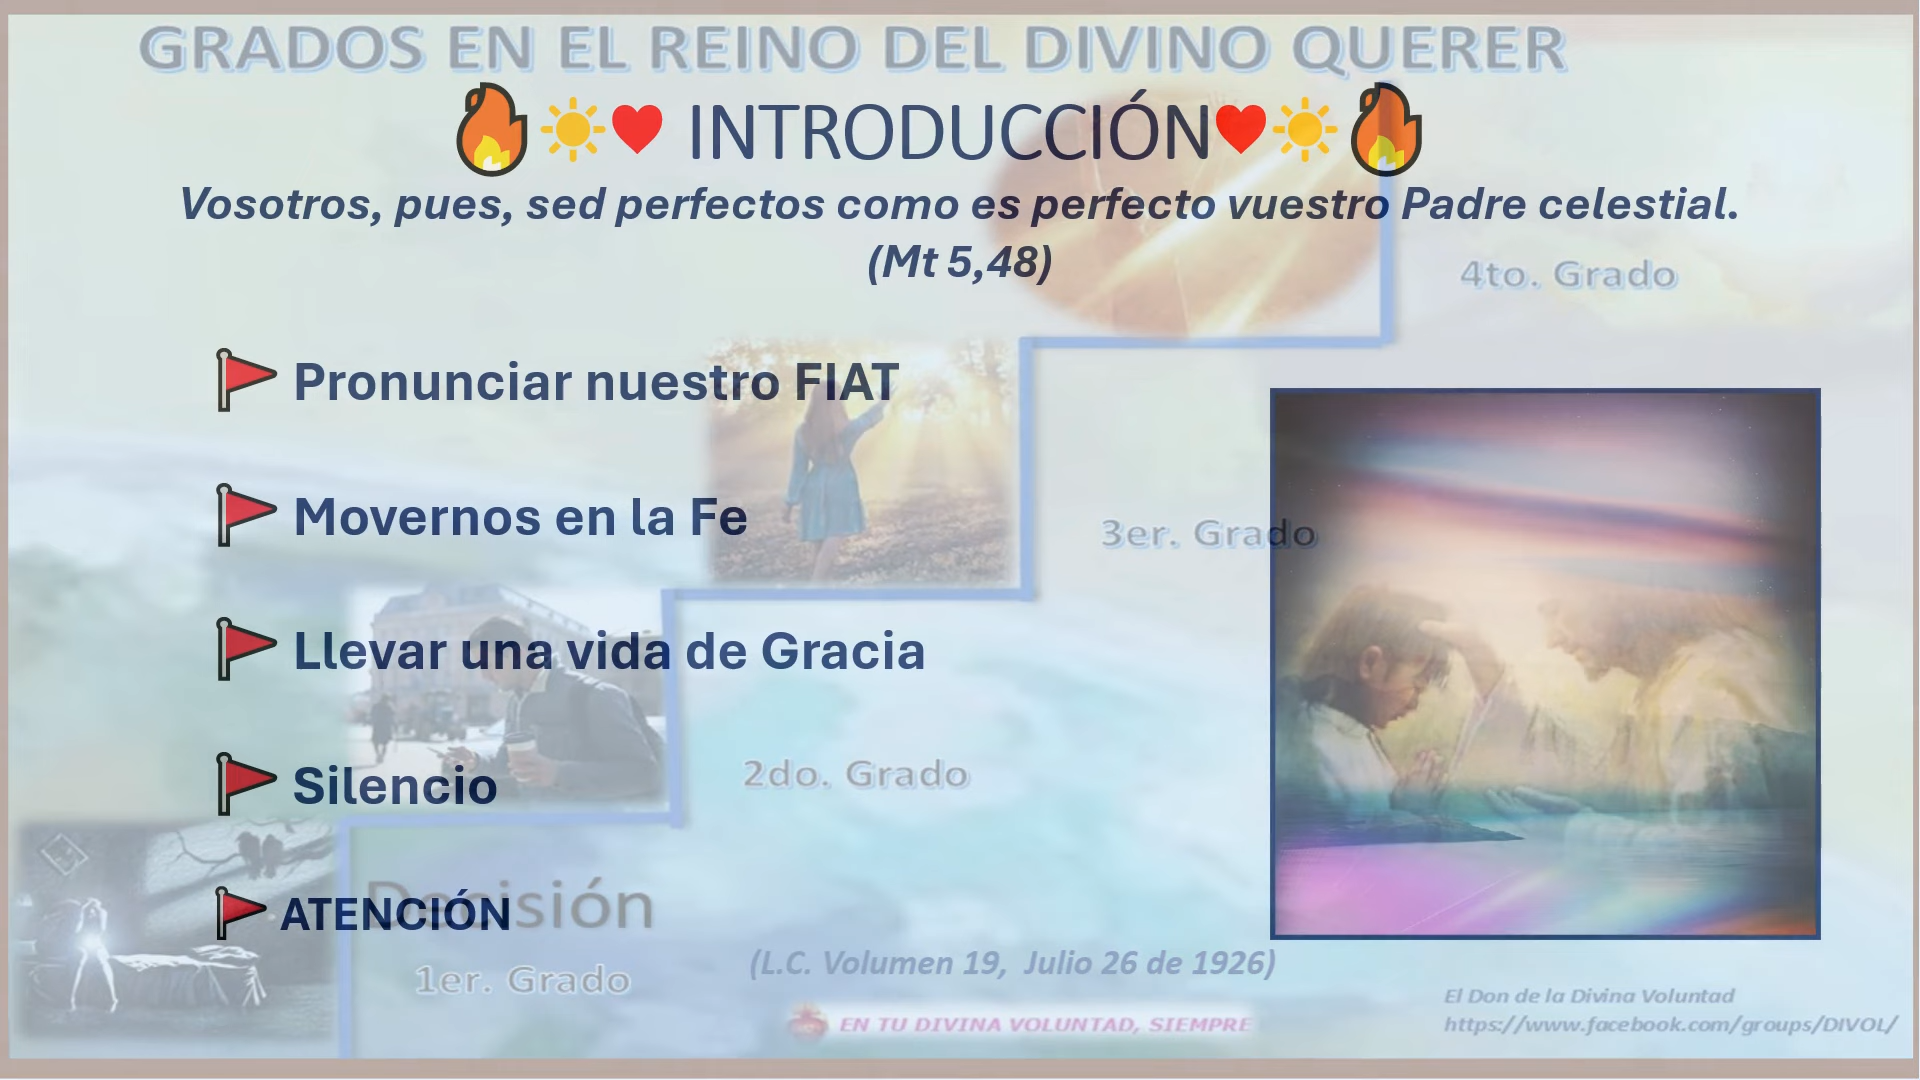 GRADOS EN EL REINO DEL DIVINO QUERER
INTRODUCCIÓN
Vosotros, pues, sed perfectos como es perfecto vuestro Padre celestial.
(Mt 5,48)
4to. Grado
Pronunciar nuestro FIAT
Movernos en la Fe
3er. Grado
Llevar una vida de Gracia
2do. Grado
Silencio
Decisión
ATENCIÓN
1er. Grado
(L.C. Volumen 19, Julio 26 de 1926)
El Don de la Divina Voluntad
EN TU DIVINA VOLUNTAD, SIEMPRE
https://www.facebook.com/groups/DIVOL/